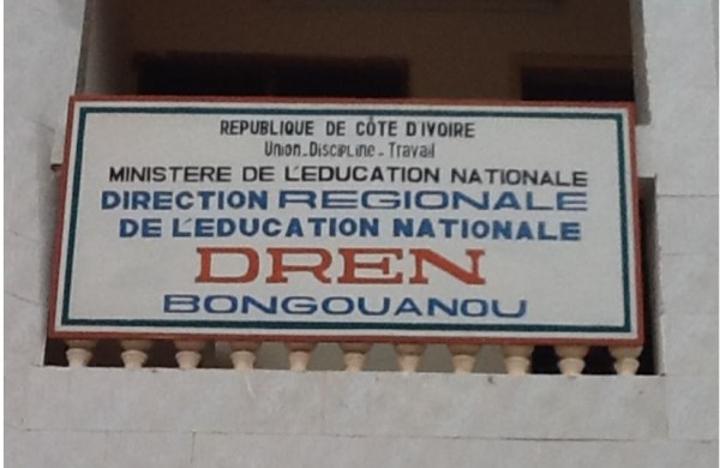 REPUBLIQUE DE CÔTE D'IVOIRE
Union_Discipline_Travail
MINISTERE DE L'EDUCATION NATIONALE
DIRECTION REGIONALE
DE L'EDUCATION NATIONALE
DREN
BONGOUANOU